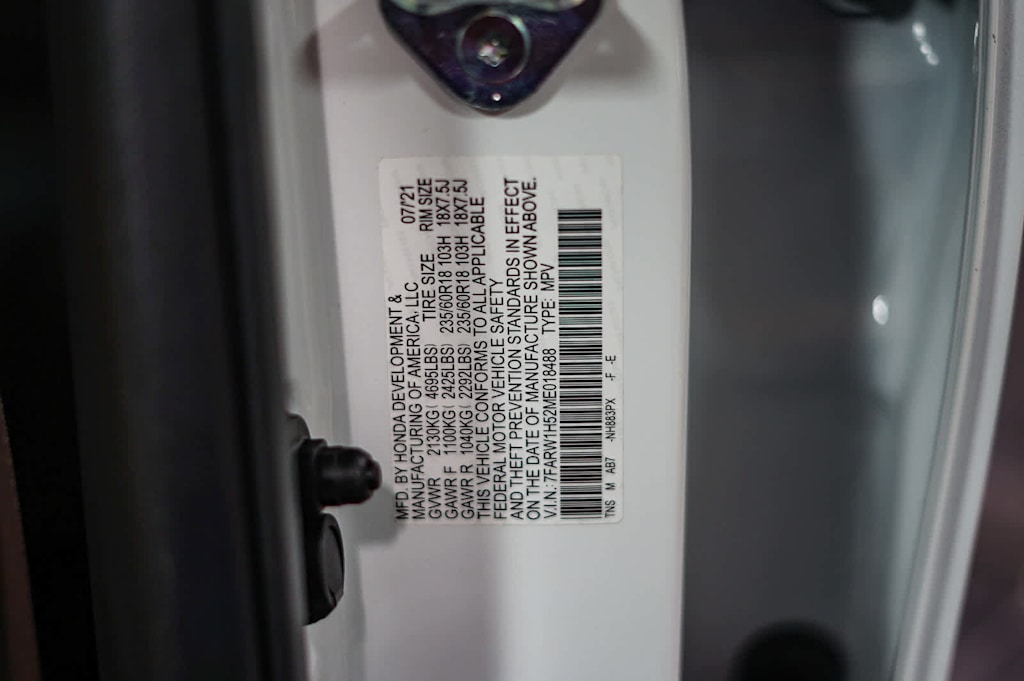 MFD. BY HONDA DEVELOPMENT &
MANUFACTURING OF AMERICA, LLC 07/'21
TIRE SIZE RIM SIZE
GVWR 2130KG( 4695LBS)
GAWR F 1100KG( 2425LBS) 235/60R18 103H 18X7.5J
GAWR R 1040KG( 2292LBS) 235/60R18 103H 18X7.5J
THIS VEHICLE CONFORMS TO ALL APPLICABLE
FEDERAL MOTOR VEHICLE SAFETY
AND THEFT PREVENTION STANDARDS IN EFFECT
ON THE DATE OF MANUFACTURE SHOWN ABOVE.
V.I.N.: 7FARW1H52ME018488 TYPE: MPV
TNS M AB7 -NH883PX -F -E